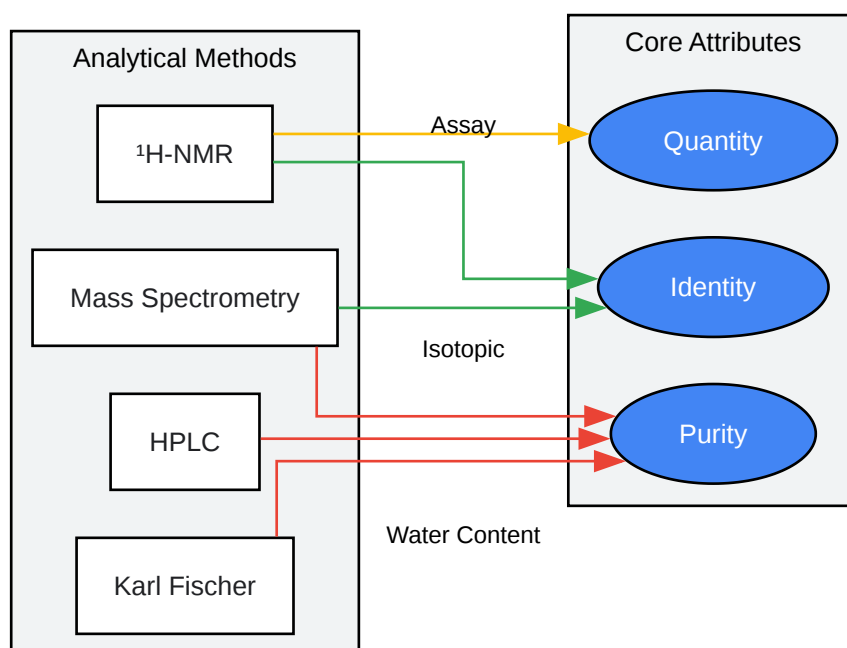 Analytical Methods
¹H-NMR
Mass Spectrometry
HPLC
Karl Fischer
Assay
Isotopic
Water Content
Core Attributes
Quantity
Identity
Purity